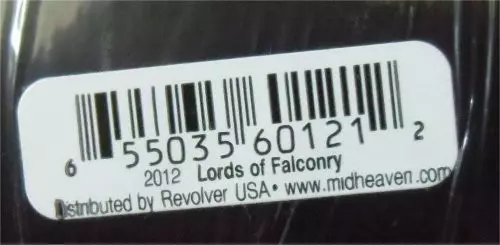 6 55035 60121 2
2012 Lords of Falconry
Distributed by Revolver USA • www.midheaven.com